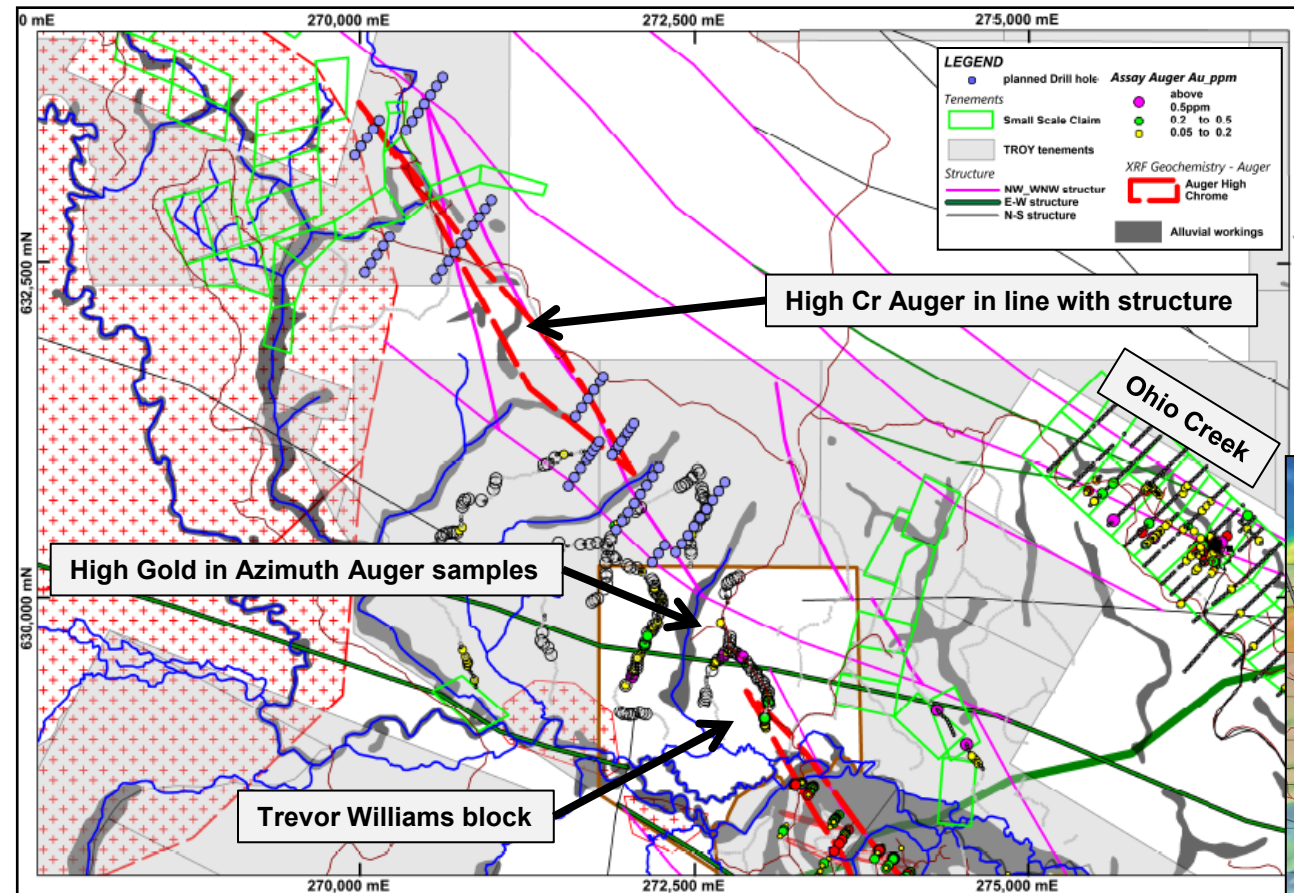 0 mE
270,000 mE
272,500 mE
275,000 mE
LEGEND
planned Drill hole
Assay Auger Au_ppm
above
0.5ppm
0.2 to 0.5
0.05 to 0.2
Tenements
Small Scale Claim
TROY tenements
XRF Geochemistry - Auger
Auger High
Chrome
Structure
NW_WNW structur
E-W structure
N-S structure
Alluvial workings
632,500 mN
High Cr Auger in line with structure
Ohio Creek
High Gold in Azimuth Auger samples
630,000 mN
Trevor Williams block
270,000 mE
272,500 mE
275,000 mE